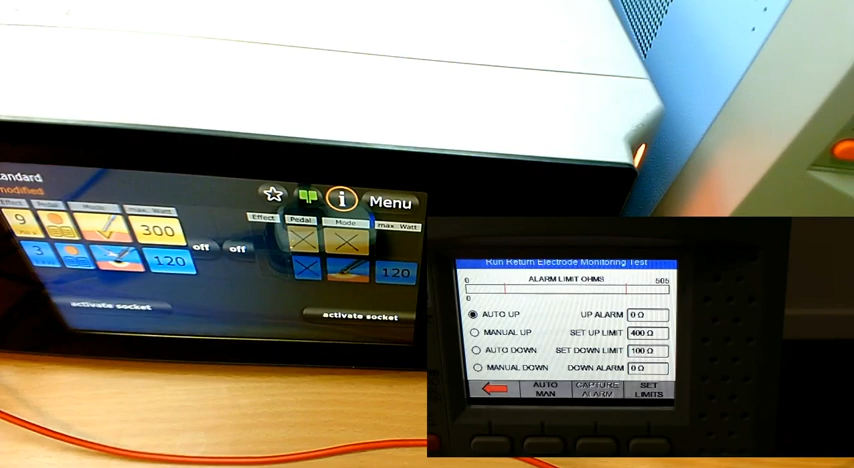 andard
modified
Menu
Effect Pedal Mode max. Watt
9
300
3
120
off off
Effect Pedal Mode max. Watt
120
activate socket
activate socket
Run Return Electrode Monitoring Test
0 ALARM LIMIT OHMS 505
0
AUTO UP UP ALARM 0 Ω
MANUAL UP SET UP LIMIT 400 Ω
AUTO DOWN SET DOWN LIMIT 100 Ω
MANUAL DOWN DOWN ALARM 0 Ω
AUTO MAN CAPTURE ALARM SET LIMITS